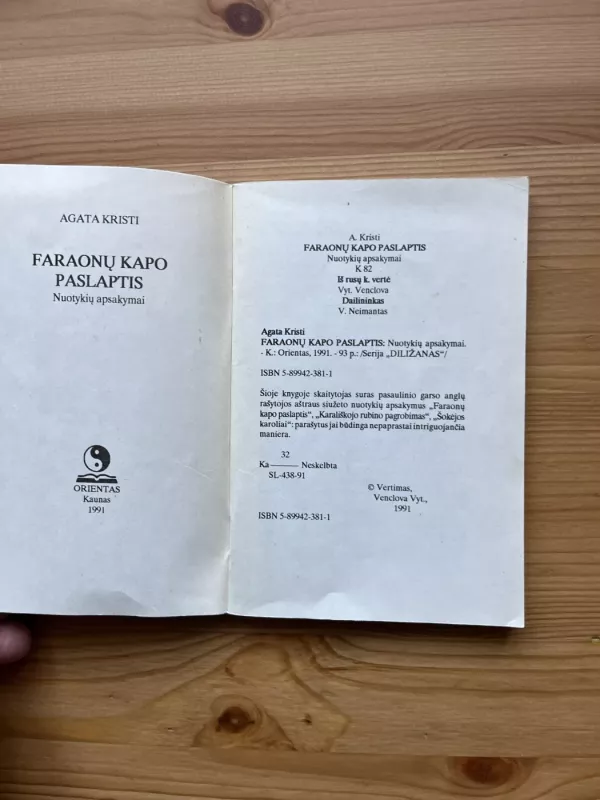 AGATA KRISTI
FARAONŲ KAPO
PASLAPTIS
Nuotykių apsakymai
ORIENTAS
Kaunas
1991
A. Kristi
FARAONŲ KAPO PASLAPTIS
Nuotykių apsakymai
K 82
Iš rusų k. vertė
Vyt. Venclova
Dailininkas
V. Neimantas
Agata Kristi
FARAONŲ KAPO PASLAPTIS: Nuotykių apsakymai.
- K.: Orientas, 1991. - 93 p.: /Serija „DILIŽANAS“/
ISBN 5-89942-381-1
Šioje knygoje skaitytojas suras pasaulinio garso anglų
rašytojos aštraus siužeto nuotykių apsakymus „Faraonų
kapo paslaptis“, „Karališkojo rubino pagrobimas“, „Šokėjos
karoliai“: parašytus jai būdinga nepaprastai intriguojančia
maniera.
32
Ka—— Neskelbta
SL-438-91
© Vertimas,
Venclova Vyt.,
1991
ISBN 5-89942-381-1